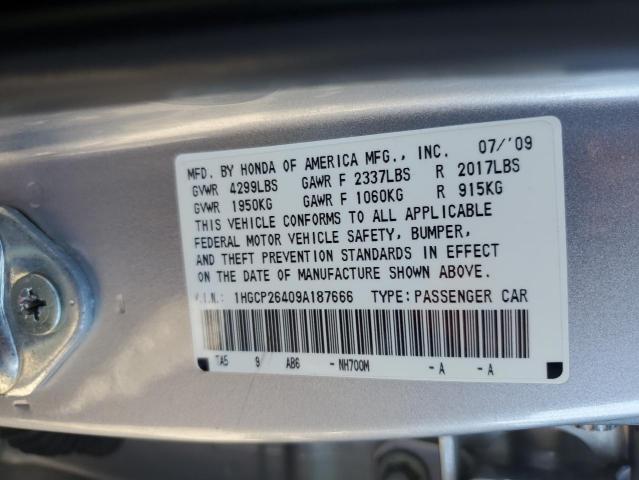 MFD. BY HONDA OF AMERICA MFG., INC. 07/'09
GVWR 4299LBS GAWR F 2337LBS R 2017LBS
GVWR 1950KG GAWR F 1060KG R 915KG
THIS VEHICLE CONFORMS TO ALL APPLICABLE
FEDERAL MOTOR VEHICLE SAFETY, BUMPER,
AND THEFT PREVENTION STANDARDS IN EFFECT
ON THE DATE OF MANUFACTURE SHOWN ABOVE.
V.I.N.: 1HGCP26409A187666 TYPE: PASSENGER CAR
TA5 9 AB6 - NH700M - A - A